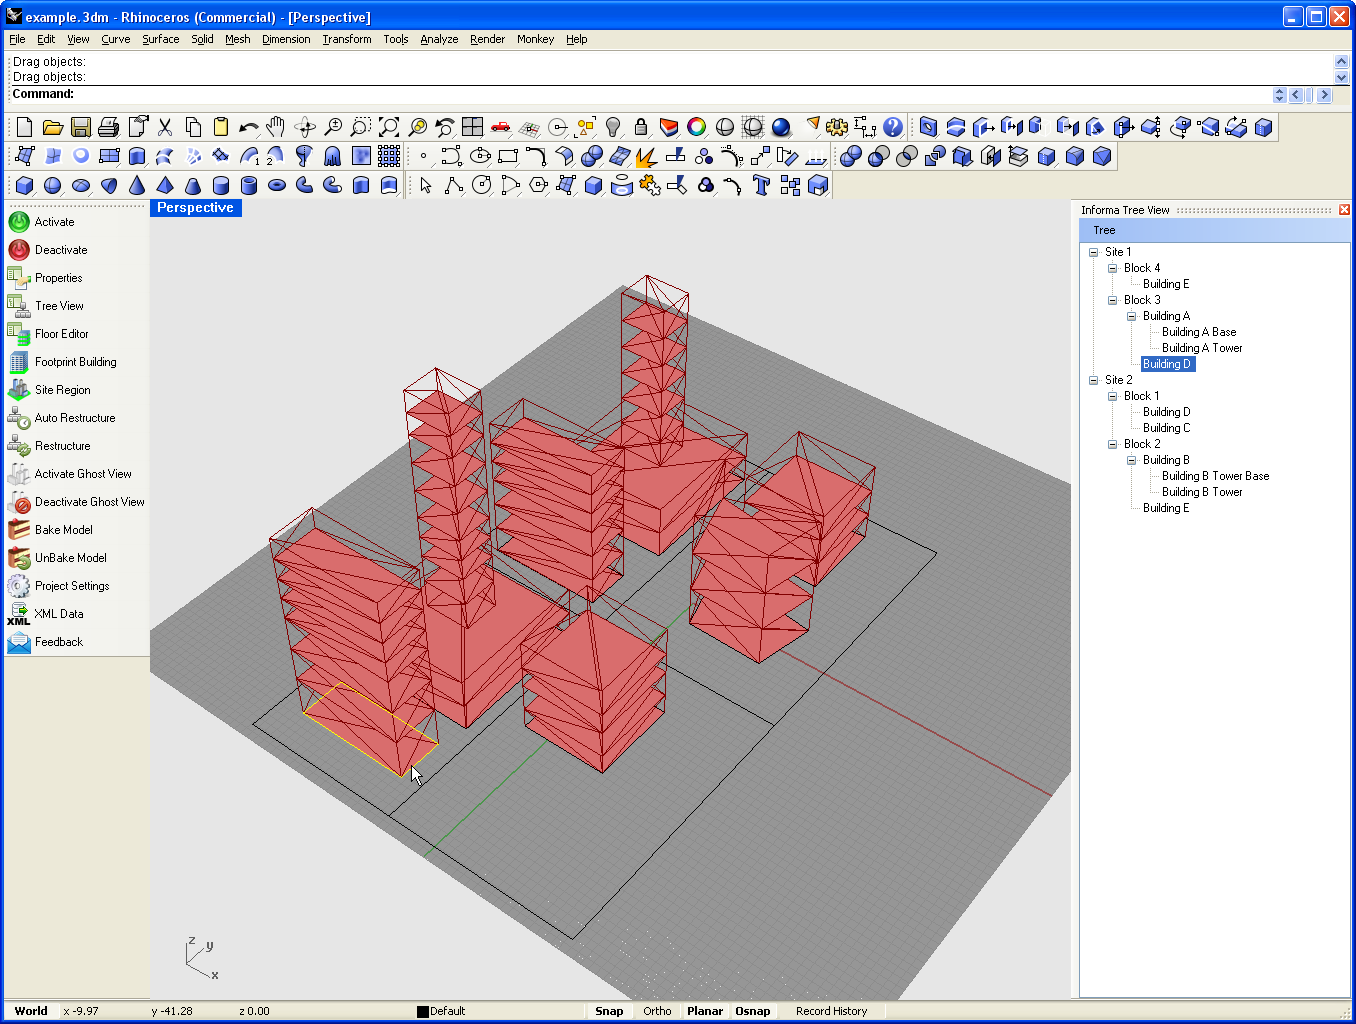 example.3dm - Rhinoceros (Commercial) - [Perspective]
File Edit View Curve Surface Solid Mesh Dimension Transform Tools Analyze Render Monkey Help
Drag objects:
Drag objects:
Command:
Perspective
Activate
Deactivate
Properties
Tree View
Floor Editor
Footprint Building
Site Region
Auto Restructure
Restructure
Activate Ghost View
Deactivate Ghost View
Bake Model
UnBake Model
Project Settings
XML Data
XML
Feedback
z
y
x
Informa Tree View
Tree
Site 1
Block 4
Building E
Block 3
Building A
Building A Base
Building A Tower
Building D
Site 2
Block 1
Building D
Building C
Block 2
Building B
Building B Tower Base
Building B Tower
Building E
World x -9.97 y -41.28 z 0.00 Default Snap Ortho Planar Osnap Record History